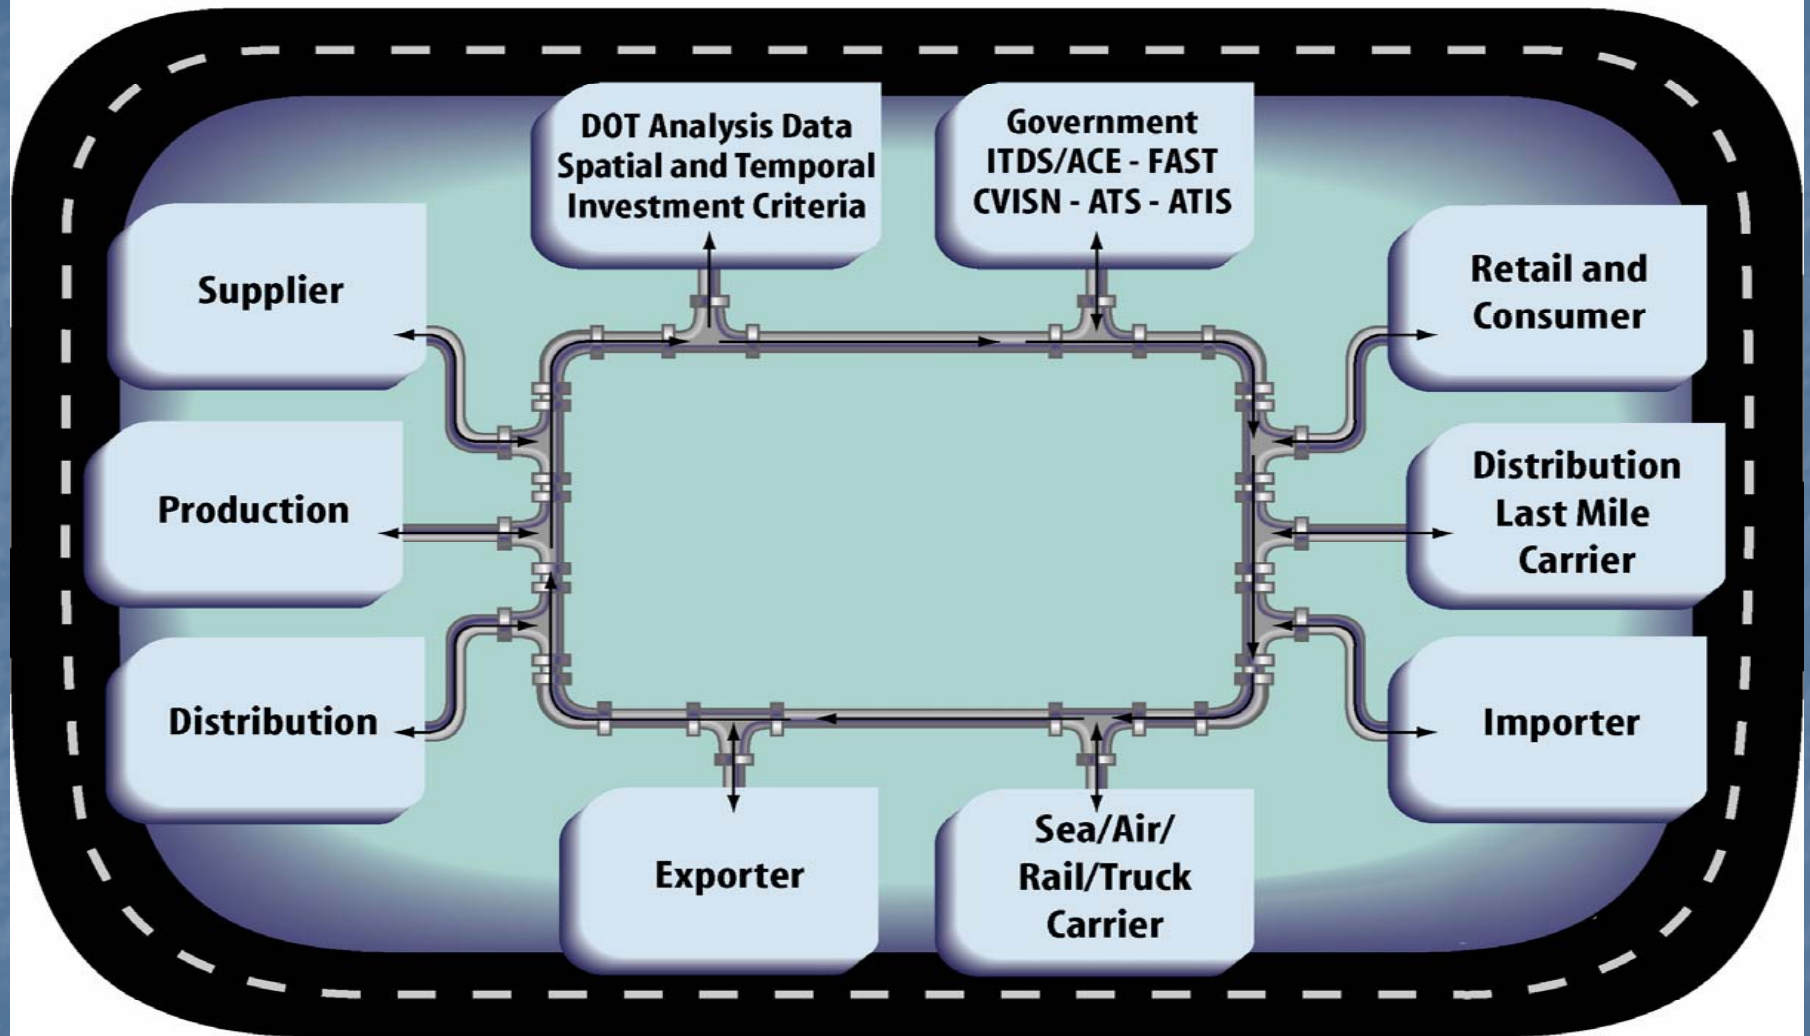 DOT Analysis Data
Spatial and Temporal
Investment Criteria
Government
ITDS/ACE - FAST
CVISN - ATS - ATIS
Supplier
Retail and
Consumer
Production
Distribution
Last Mile
Carrier
Distribution
Importer
Exporter
Sea/Air/
Rail/Truck
Carrier